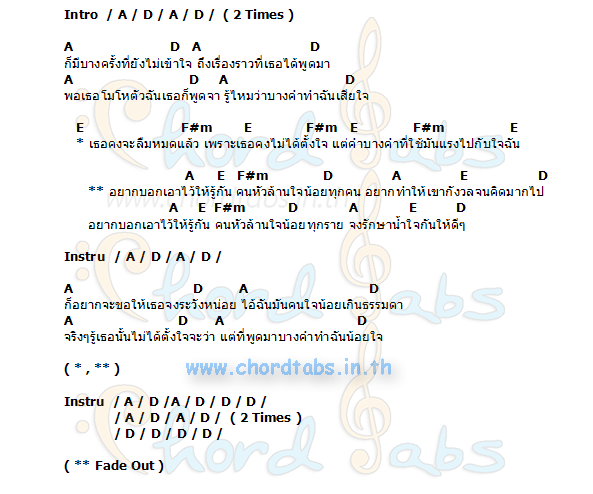 Intro / A / D / A / D / ( 2 Times )
A D A D
ก็มีบางครั้งที่ยังไม่เข้าใจ ถึงเรื่องราวที่เธอได้พูดมา
A D A D
พอเธอโมโหตัวฉันเธอก็พูดจา รู้ไหมว่าบางคำทำฉันเสียใจ
E F#m E F#m E F#m E
* เธอคงจะลืมหมดแล้ว เพราะเธอคงไม่ได้ตั้งใจ แต่คำบางคำที่ใช้มันแรงไปกับใจฉัน
A E F#m D A E D
** อยากบอกเอาไว้ให้รู้กัน คนหัวล้านใจน้อยทุกคน อยากทำให้เขากังวลจนคิดมากไป
A E F#m D A E D
อยากบอกเอาไว้ให้รู้กัน คนหัวล้านใจน้อยทุกราย จงรักษาน้ำใจกันให้ดีๆ
Instru / A / D / A / D /
A D A D
ก็อยากจะขอให้เธอจงระวังหน่อย ไอ้ฉันมันคนใจน้อยเกินธรรมดา
A D A D
จริงๆรู้เธอนั้นไม่ได้ตั้งใจจะว่า แต่ที่พูดมาบางคำทำฉันน้อยใจ
( * , ** )
www.chordtabs.in.th
Instru / A / D /A / D / D / D /
/ A / D / A / D / ( 2 Times )
/ D / D / D / D /
( ** Fade Out )